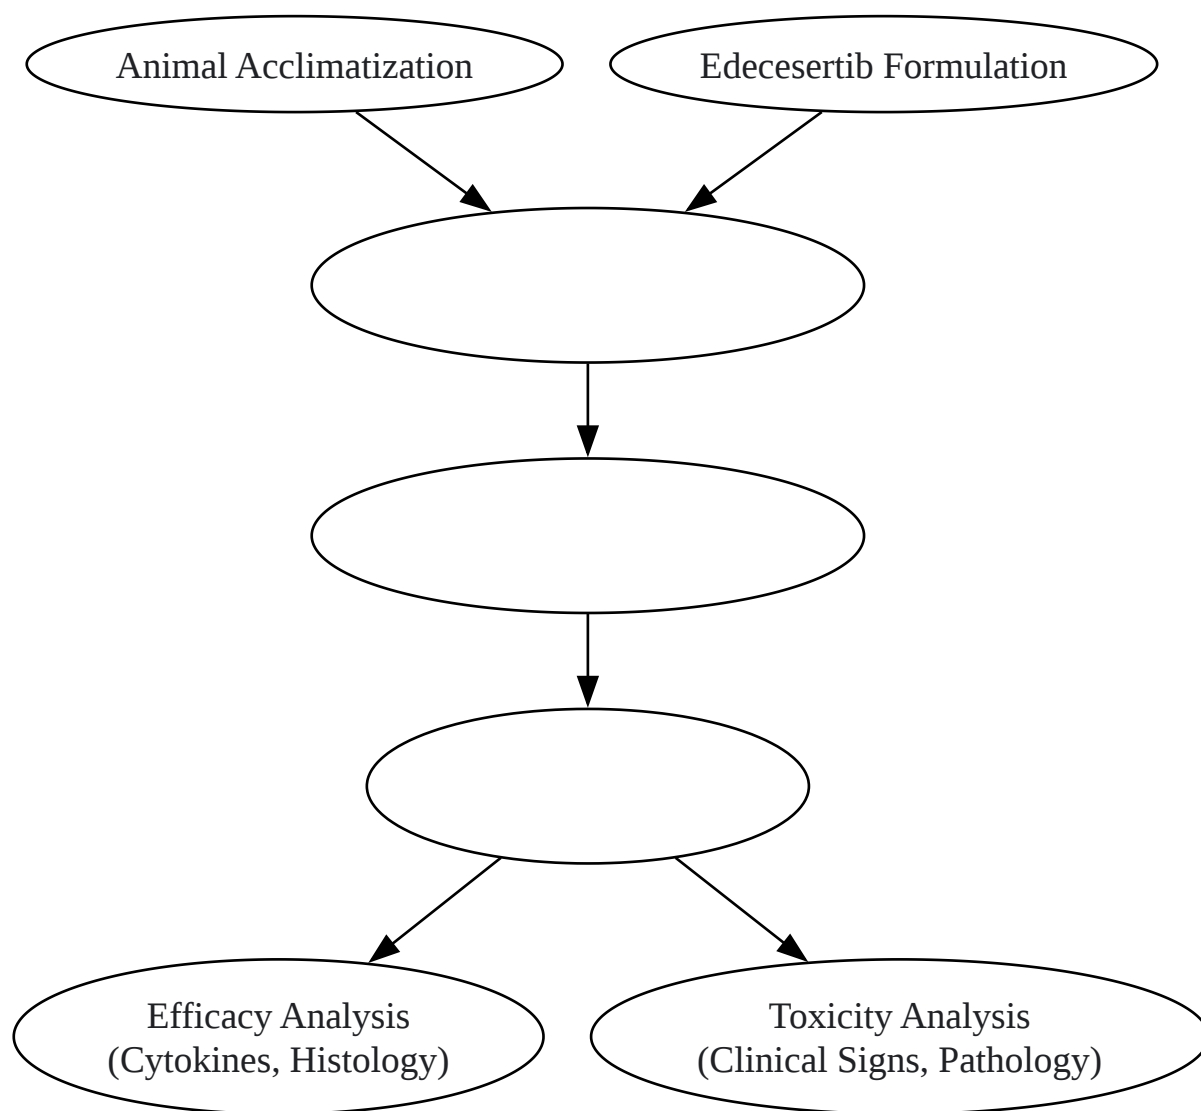 Animal Acclimatization
Edecesertib Formulation
Efficacy Analysis
(Cytokines, Histology)
Toxicity Analysis
(Clinical Signs, Pathology)